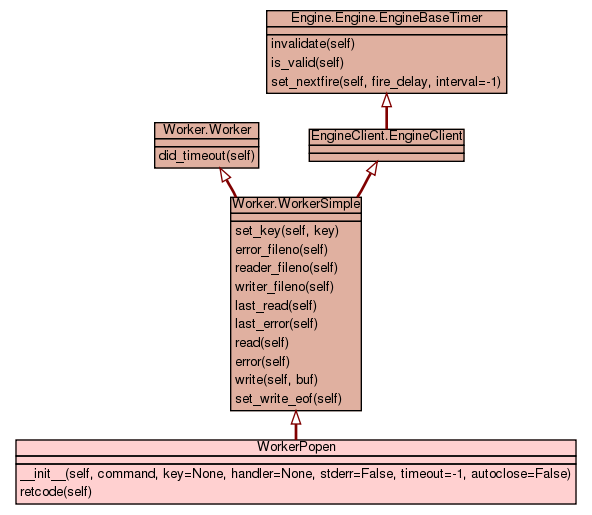 Engine.Engine.EngineBaseTimer
invalidate(self)
is_valid(self)
set_nextfire(self, fire_delay, interval=-1)
Worker.Worker
did_timeout(self)
EngineClient.EngineClient
Worker.WorkerSimple
set_key(self, key)
error_fileno(self)
reader_fileno(self)
writer_fileno(self)
last_read(self)
last_error(self)
read(self)
error(self)
write(self, buf)
set_write_eof(self)
WorkerPopen
__init__(self, command, key=None, handler=None, stderr=False, timeout=-1, autoclose=False)
retcode(self)